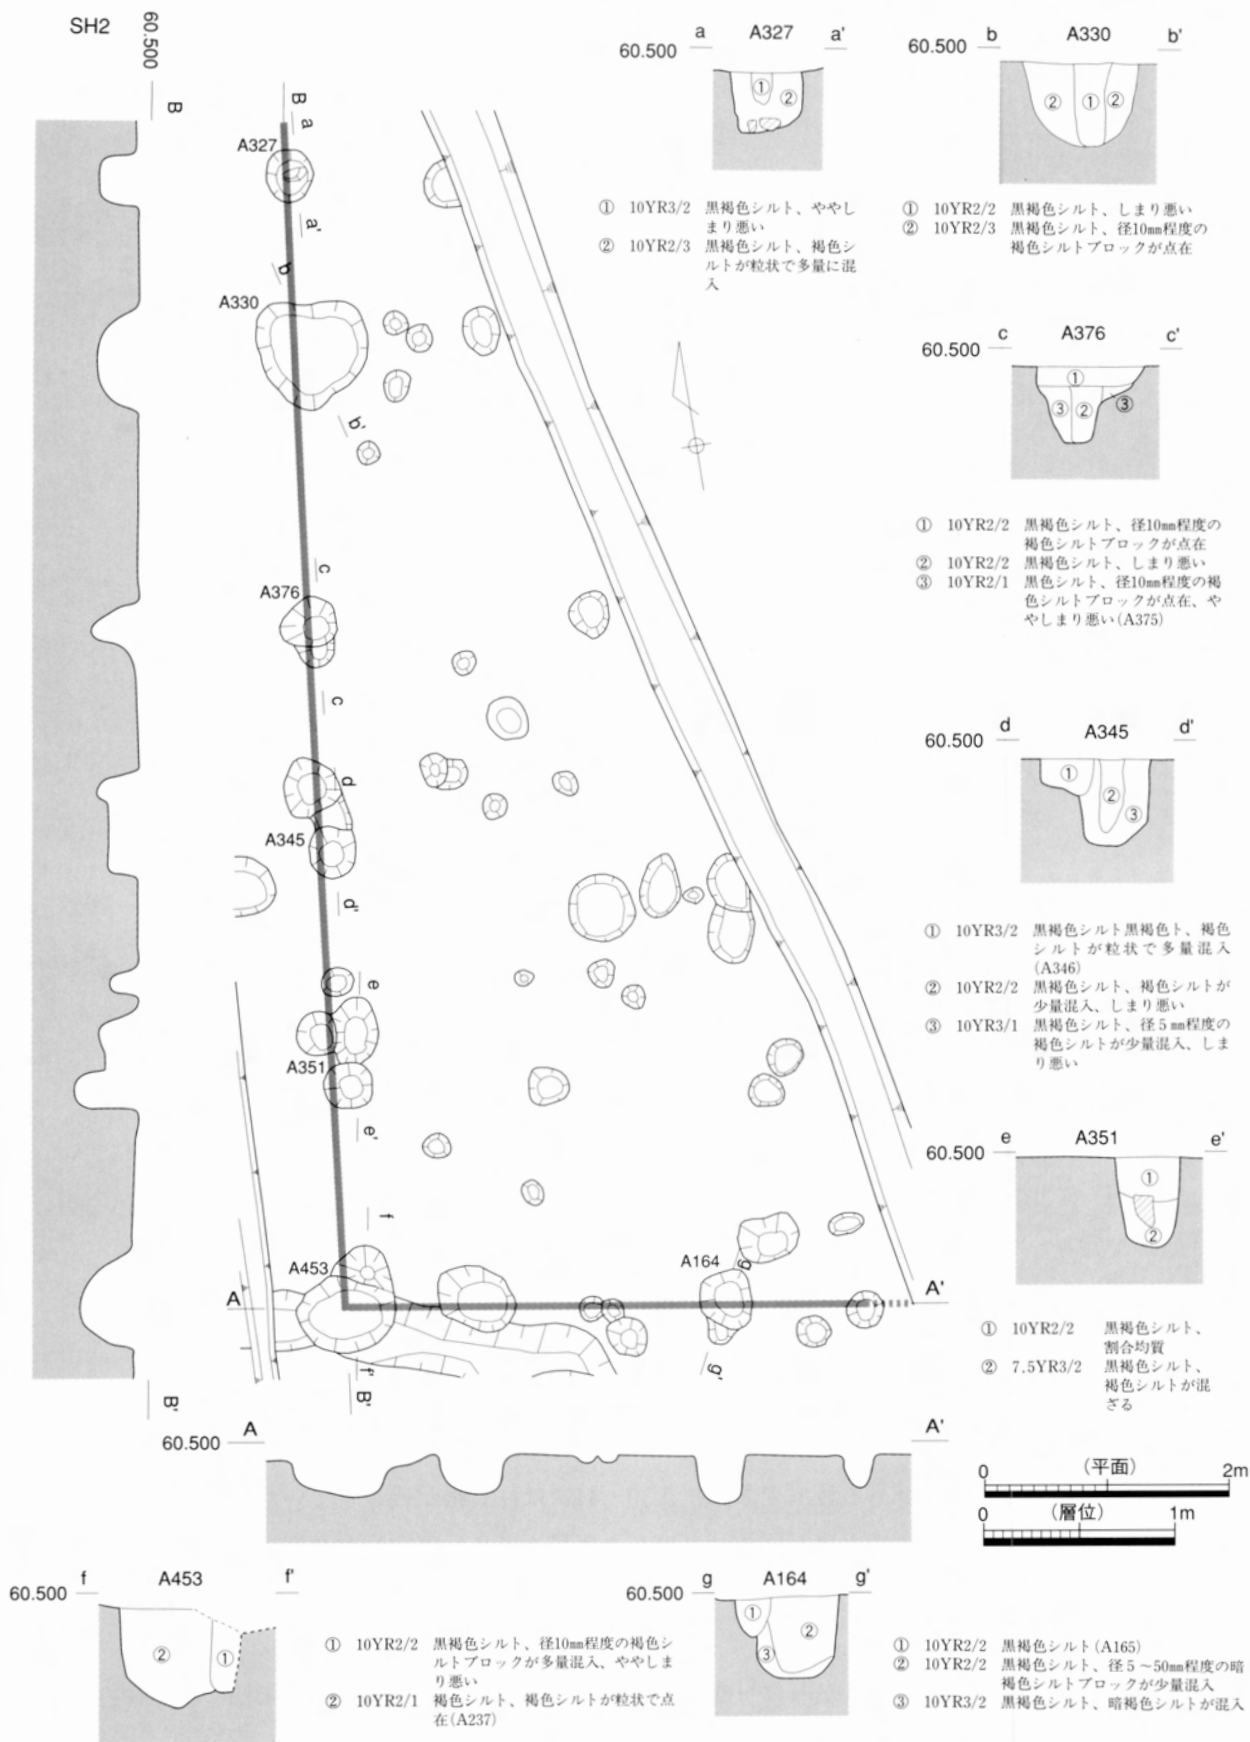 SH2
60.500
B
B
a
A327
a'
b
A330
b'
c
A376
c
d
A345
d'
e
A351
e'
f
A453
A164
g
A
A'
f'
g'
B'
B'
A
A'
60.500
a
A327
a'
60.500
①
②
① 10YR3/2 黒褐色シルト、ややし
まり悪い
② 10YR2/3 黒褐色シルト、褐色シ
ルトが粒状で多量に混
入
b
A330
b'
60.500
②
①
②
① 10YR2/2 黒褐色シルト、しまり悪い
② 10YR2/3 黒褐色シルト、径10㎜程度の
褐色シルトブロックが点在
c
A376
c'
60.500
①
③
②
③
① 10YR2/2 黒褐色シルト、径10㎜程度の
褐色シルトブロックが点在
② 10YR2/2 黒褐色シルト、しまり悪い
③ 10YR2/1 黒色シルト、径10㎜程度の褐
色シルトブロックが点在、や
やしまり悪い(A375)
d
A345
d'
60.500
①
②
③
① 10YR3/2 黒褐色シルト黒褐色ト、褐色
シルトが粒状で多量混入
(A346)
② 10YR2/2 黒褐色シルト、褐色シルトが
少量混入、しまり悪い
③ 10YR3/1 黒褐色シルト、径5㎜程度の
褐色シルトが少量混入、しま
り悪い
e
A351
e'
60.500
①
②
① 10YR2/2 黒褐色シルト、
割合均質
② 7.5YR3/2 黒褐色シルト、
褐色シルトが混
ざる
0 (平面) 2m
0 (層位) 1m
f
A453
f'
60.500
②
①
① 10YR2/2 黒褐色シルト、径10㎜程度の褐色シ
ルトブロックが多量混入、ややしま
り悪い
② 10YR2/1 褐色シルト、褐色シルトが粒状で点
在(A237)
g
A164
g'
60.500
①
②
③
① 10YR2/2 黒褐色シルト(A165)
② 10YR2/2 黒褐色シルト、径5～50㎜程度の暗
褐色シルトブロックが少量混入
③ 10YR3/2 黒褐色シルト、暗褐色シルトが混入